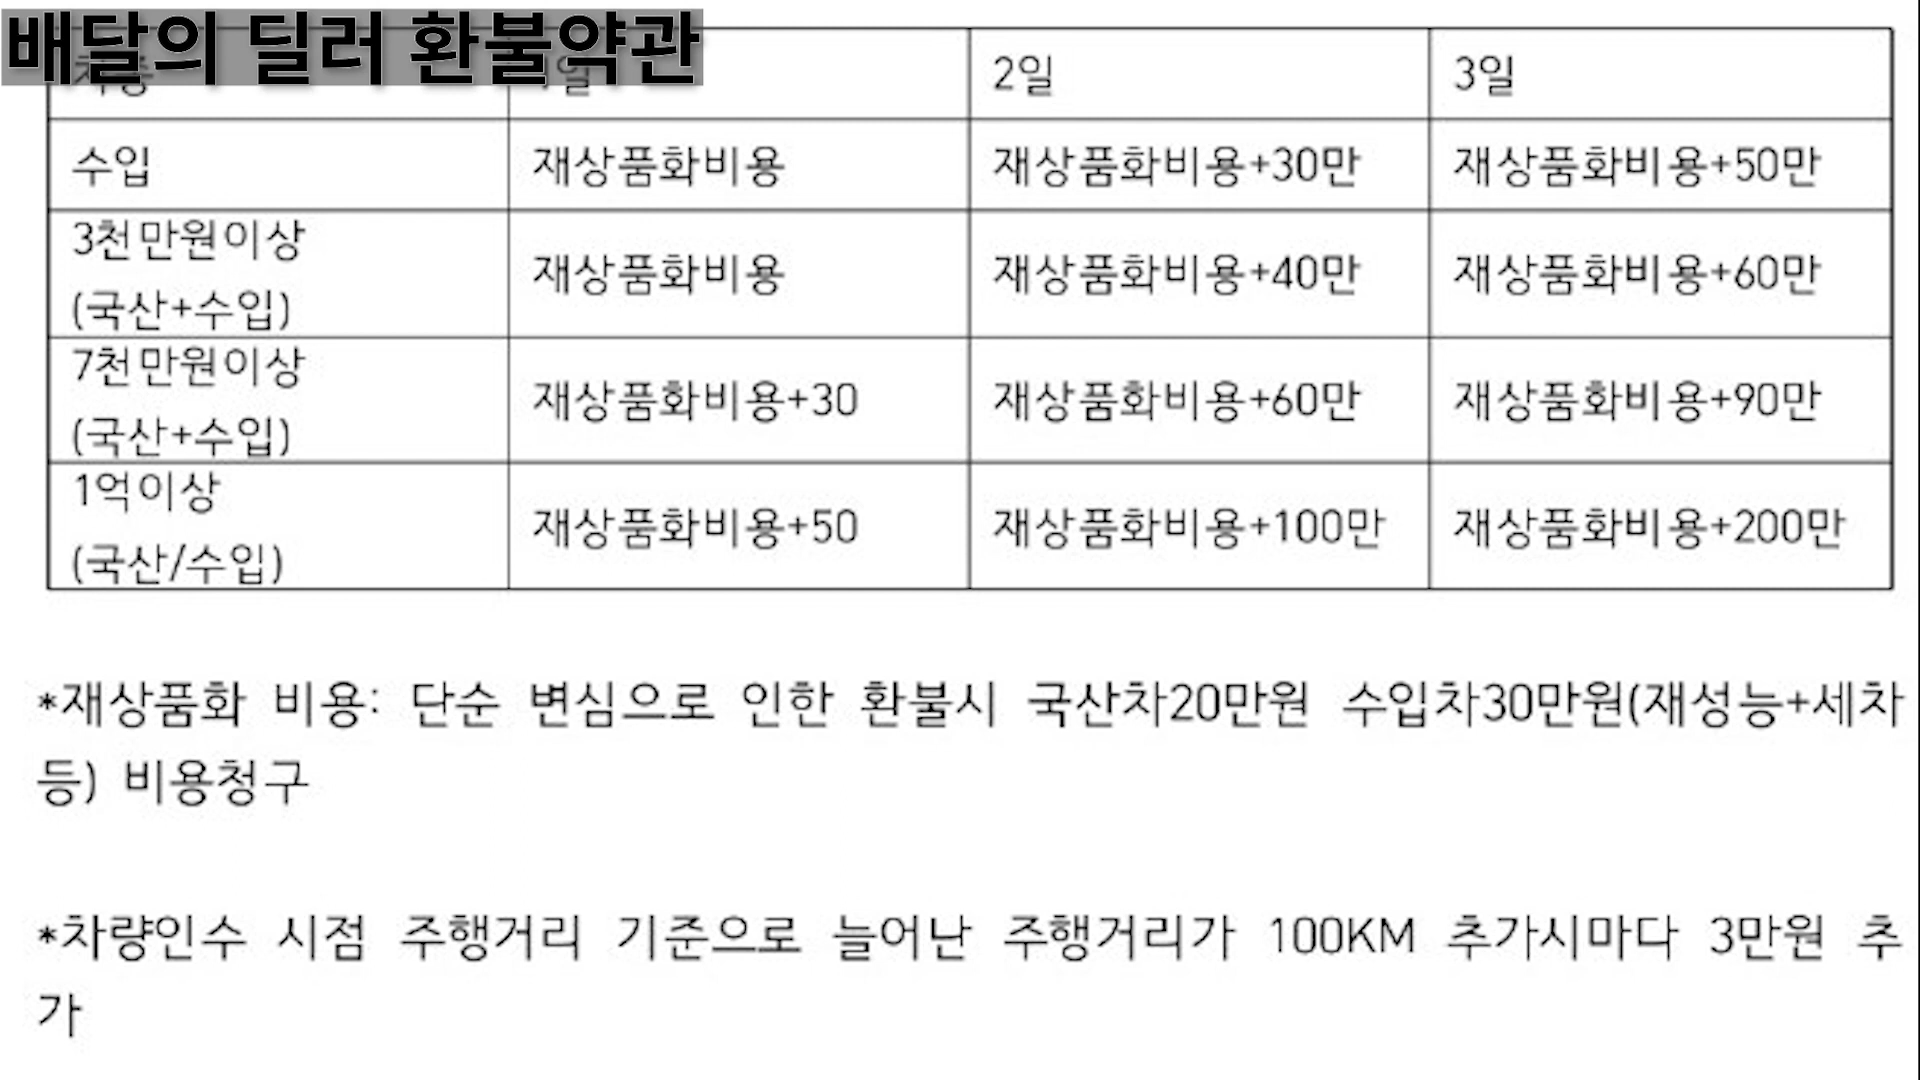 배달의 딜러 환불약관
차종 1일 2일 3일
수입 재상품화비용 재상품화비용+30만 재상품화비용+50만
3천만원이상
(국산+수입) 재상품화비용 재상품화비용+40만 재상품화비용+60만
7천만원이상
(국산+수입) 재상품화비용+30 재상품화비용+60만 재상품화비용+90만
1억이상
(국산/수입) 재상품화비용+50 재상품화비용+100만 재상품화비용+200만
*재상품화 비용: 단순 변심으로 인한 환불시 국산차20만원 수입차30만원(재성능+세차
등) 비용청구
*차량인수 시점 주행거리 기준으로 늘어난 주행거리가 100KM 추가시마다 3만원 추
가